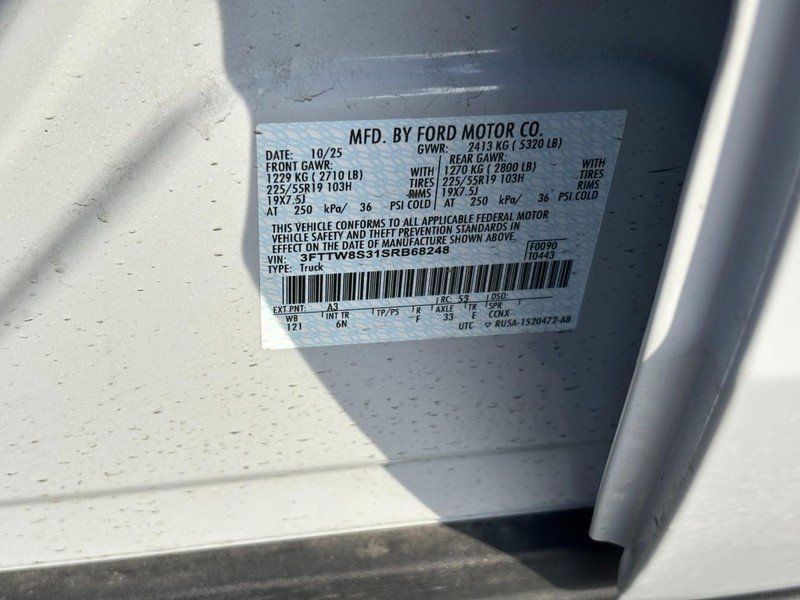 MFD. BY FORD MOTOR CO.
DATE: 10/25 GVWR: 2413 KG ( 5320 LB)
FRONT GAWR: REAR GAWR:
1229 KG ( 2710 LB) WITH 1270 KG ( 2800 LB) WITH
225/55R19 103H TIRES 225/55R19 103H TIRES
19X7.5J RIMS 19X7.5J RIMS
AT 250 kPa/ 36 PSI COLD AT 250 kPa/ 36 PSI COLD
THIS VEHICLE CONFORMS TO ALL APPLICABLE FEDERAL MOTOR
VEHICLE SAFETY AND THEFT PREVENTION STANDARDS IN
EFFECT ON THE DATE OF MANUFACTURE SHOWN ABOVE.
VIN: 3FTTW8S31SRB68248 F0090
TYPE: Truck T0443
EXT PNT: A3 RC: 53 DSO:
WB INT TR TP/PS R AXLE TR SPR
121 6N F 33 E CCNX
UTC ▽ RU5A-1520472-AB